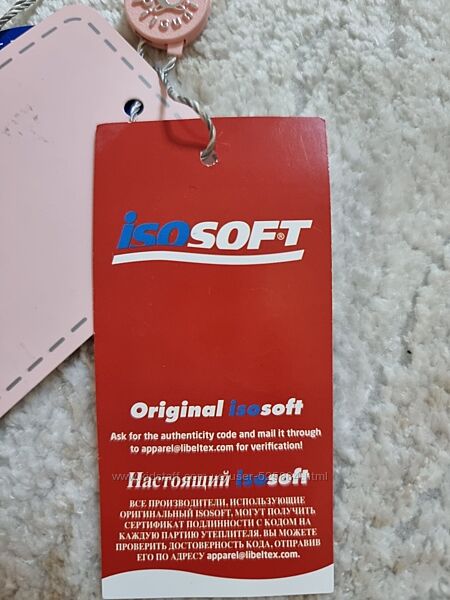 isosoft®
Original isosoft
Ask for the authenticity code and mail it through
to apparel@libeltex.com for verification!
Настоящий isosoft
ВСЕ ПРОИЗВОДИТЕЛИ, ИСПОЛЬЗУЮЩИЕ
ОРИГИНАЛЬНЫЙ ISOSOFT, МОГУТ ПОЛУЧИТЬ
СЕРТИФИКАТ ПОДЛИННОСТИ С КОДОМ НА
КАЖДУЮ ПАРТИЮ УТЕПЛИТЕЛЯ. ВЫ МОЖЕТЕ
ПРОВЕРИТЬ ДОСТОВЕРНОСТЬ КОДА, ОТПРАВИВ
ЕГО ПО АДРЕСУ apparel@libeltex.com.